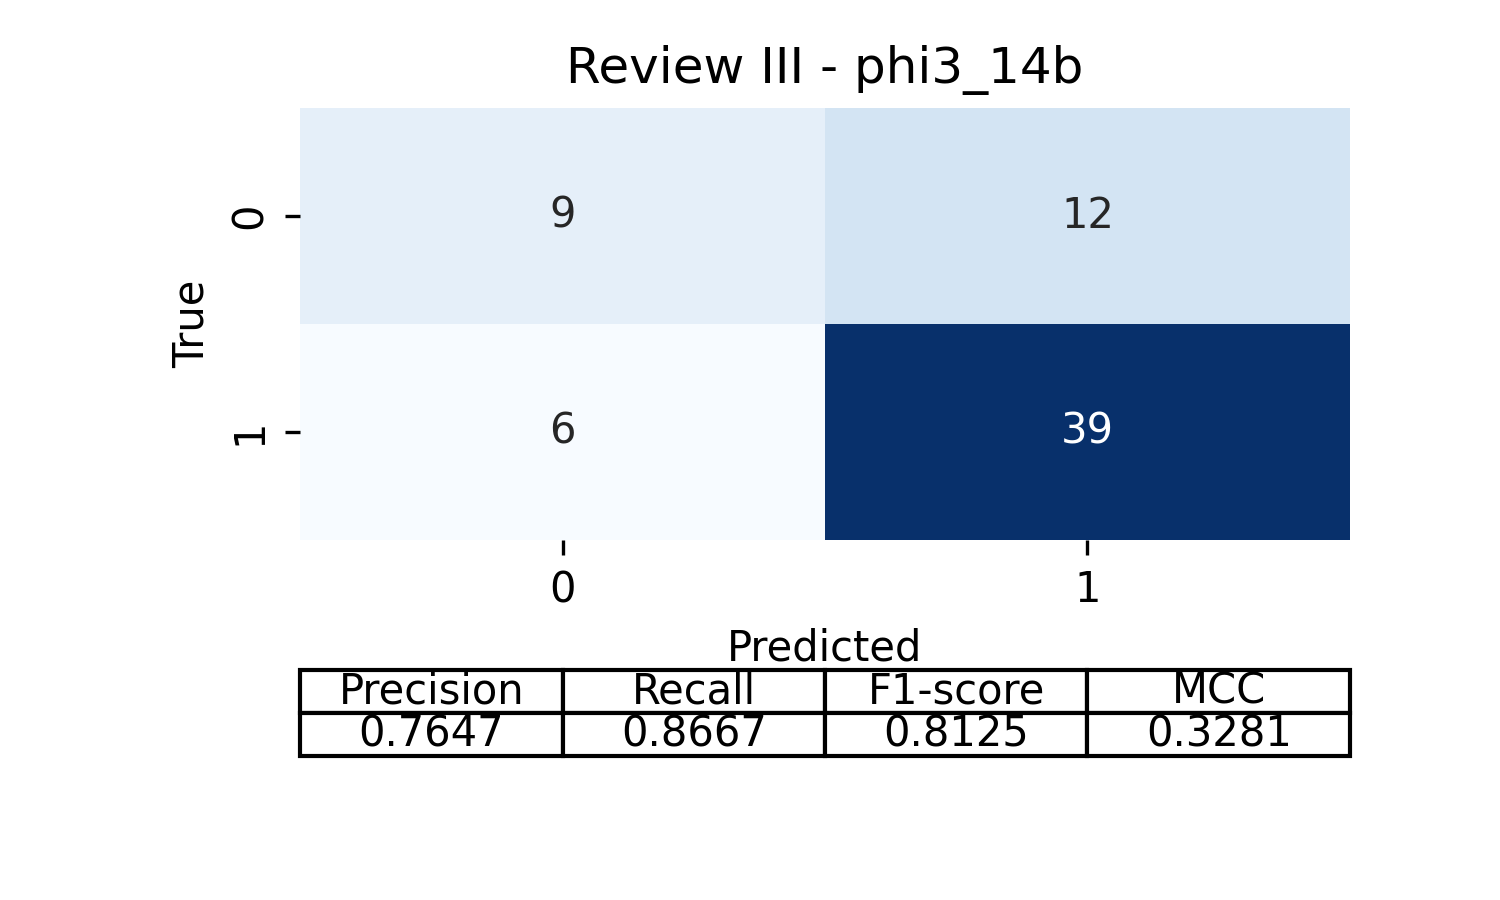 Review III - phi3_14b
0 9 12
True
1 6 39
0 1
Predicted
Precision Recall F1-score MCC
0.7647 0.8667 0.8125 0.3281